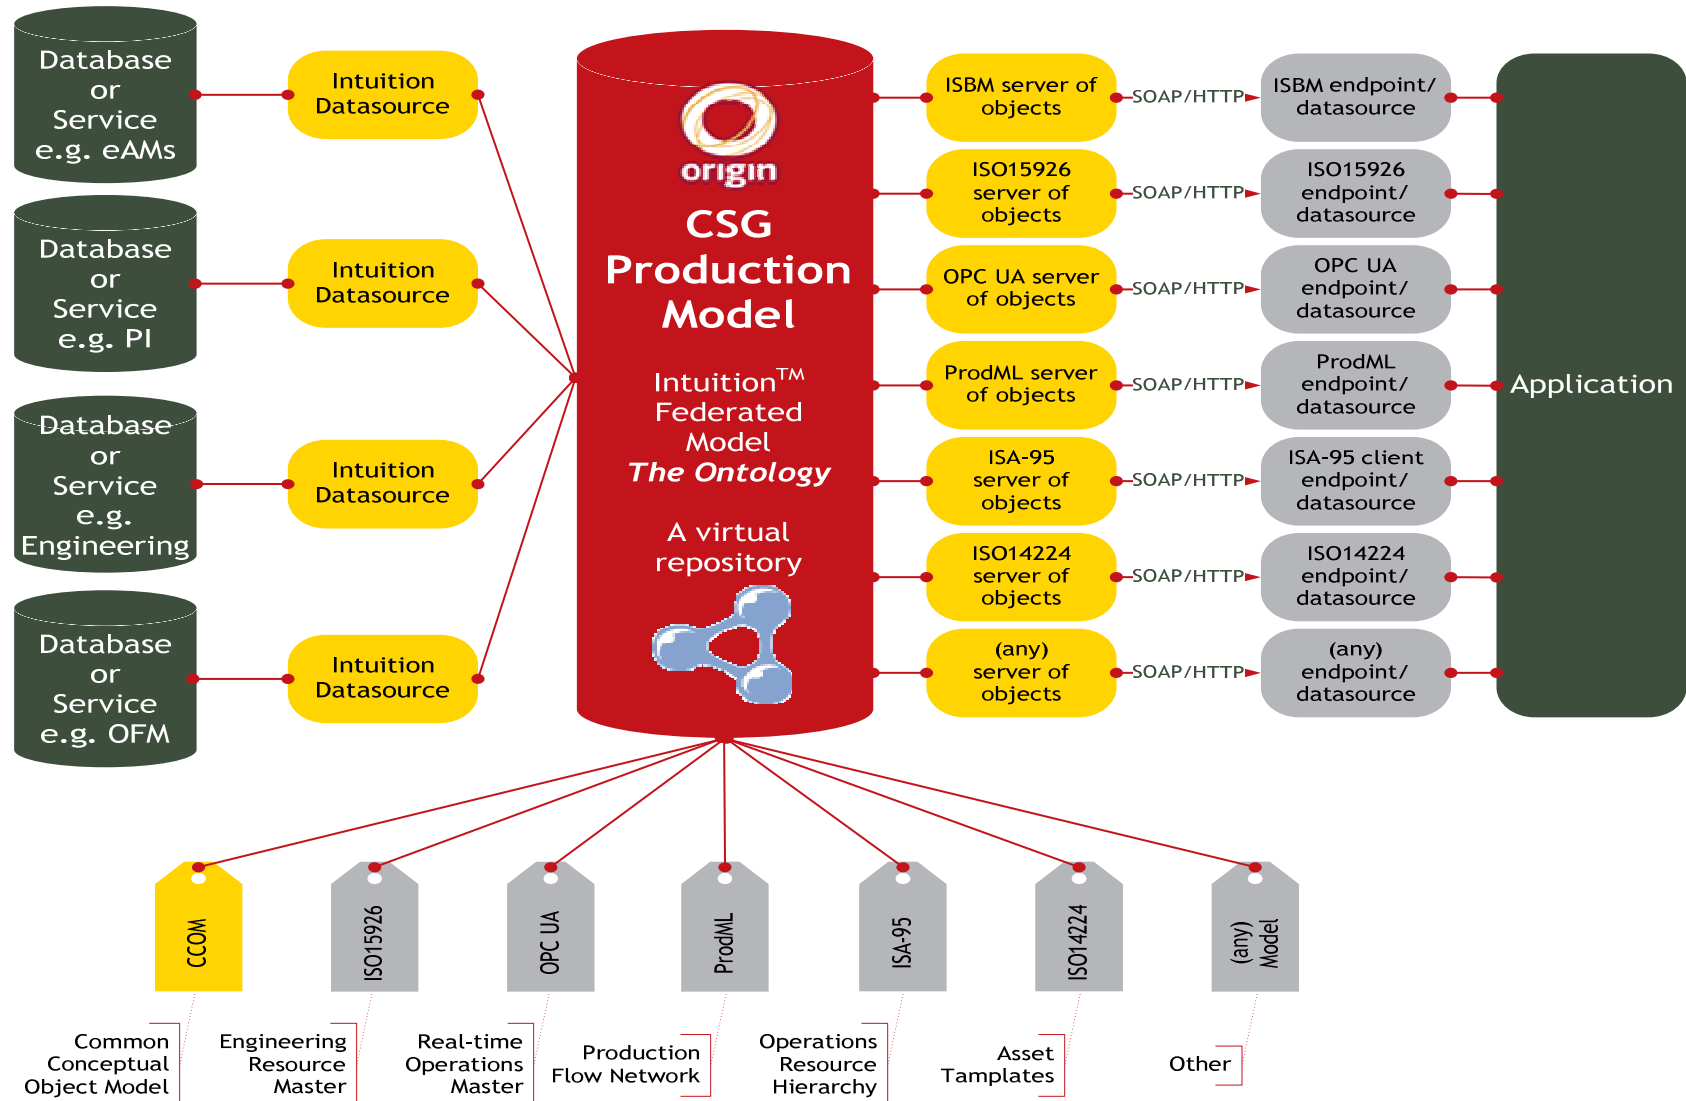 Database
or
Service
e.g. eAMs
Intuition
Datasource
Database
or
Service
e.g. PI
Intuition
Datasource
Database
or
Service
e.g.
Engineering
Intuition
Datasource
Database
or
Service
e.g. OFM
Intuition
Datasource
origin
CSG
Production
Model
Intuition™
Federated
Model
The Ontology
A virtual
repository
ISBM server of
objects
SOAP/HTTP
ISBM endpoint/
datasource
ISO15926
server of
objects
SOAP/HTTP
ISO15926
endpoint/
datasource
OPC UA server
of objects
SOAP/HTTP
OPC UA
endpoint/
datasource
ProdML server
of objects
SOAP/HTTP
ProdML
endpoint/
datasource
ISA-95
server of
objects
SOAP/HTTP
ISA-95 client
endpoint/
datasource
ISO14224
server of
objects
SOAP/HTTP
ISO14224
endpoint/
datasource
(any)
server of
objects
SOAP/HTTP
(any)
endpoint/
datasource
Application
CCOM
ISO15926
OPC UA
ProdML
ISA-95
ISO14224
(any)
Model
Common
Conceptual
Object Model
Engineering
Resource
Master
Real-time
Operations
Master
Production
Flow Network
Operations
Resource
Hierarchy
Asset
Tamplates
Other